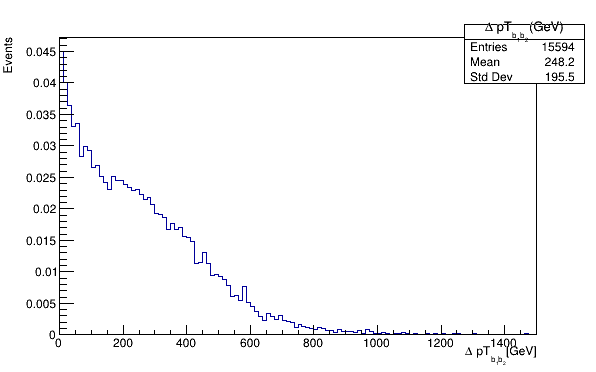 Δ pT_{b_1b_2}(GeV)
Entries 15594
Mean 248.2
Std Dev 195.5
Events
0.045
0.04
0.035
0.03
0.025
0.02
0.015
0.01
0.005
0
0 200 400 600 800 1000 1200 1400
Δ pT_{b_1b_2}[GeV]